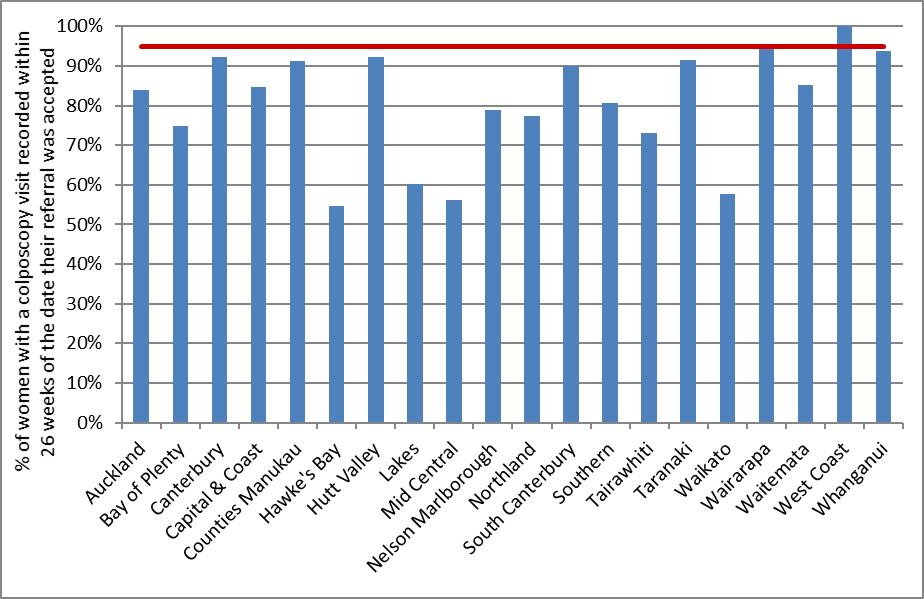 % of women with a colposcopy visit recorded within
26 weeks of the date their referral was accepted
100%
90%
80%
70%
60%
50%
40%
30%
20%
10%
0%
Auckland
Bay of Plenty
Canterbury
Capital & Coast
Counties Manukau
Hawke's Bay
Hutt Valley
Lakes
Mid Central
Nelson Marlborough
Northland
South Canterbury
Southern
Tairawhiti
Taranaki
Waikato
Wairarapa
Waitemata
West Coast
Whanganui